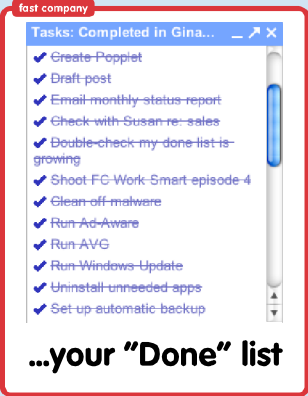 fast company
Tasks: Completed in Gina...
Create Popplet
Draft post
Email monthly status report
Check with Susan re: sales
Double-check my done list is
growing
Shoot FC Work Smart episode 4
Clean off malware
Run Ad-Aware
Run AVG
Run Windows Update
Uninstall unneeded apps
Set up automatic backup
...your "Done" list